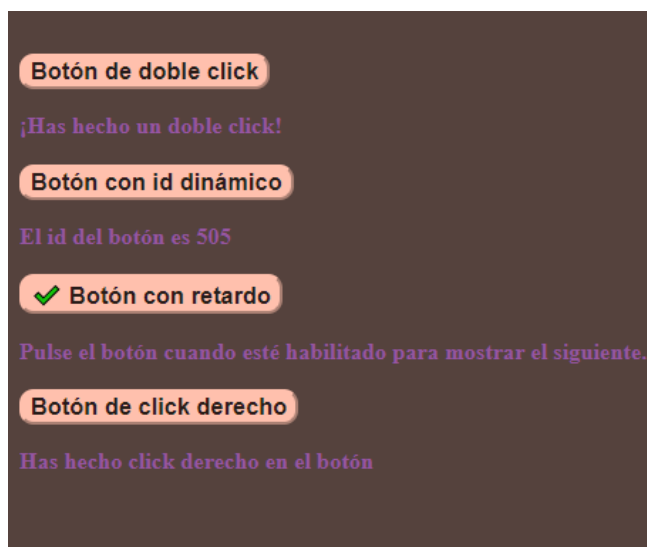 Botón de doble click
¡Has hecho un doble click!
Botón con id dinámico
El id del botón es 505
Botón con retardo
Pulse el botón cuando esté habilitado para mostrar el siguiente.
Botón de click derecho
Has hecho click derecho en el botón